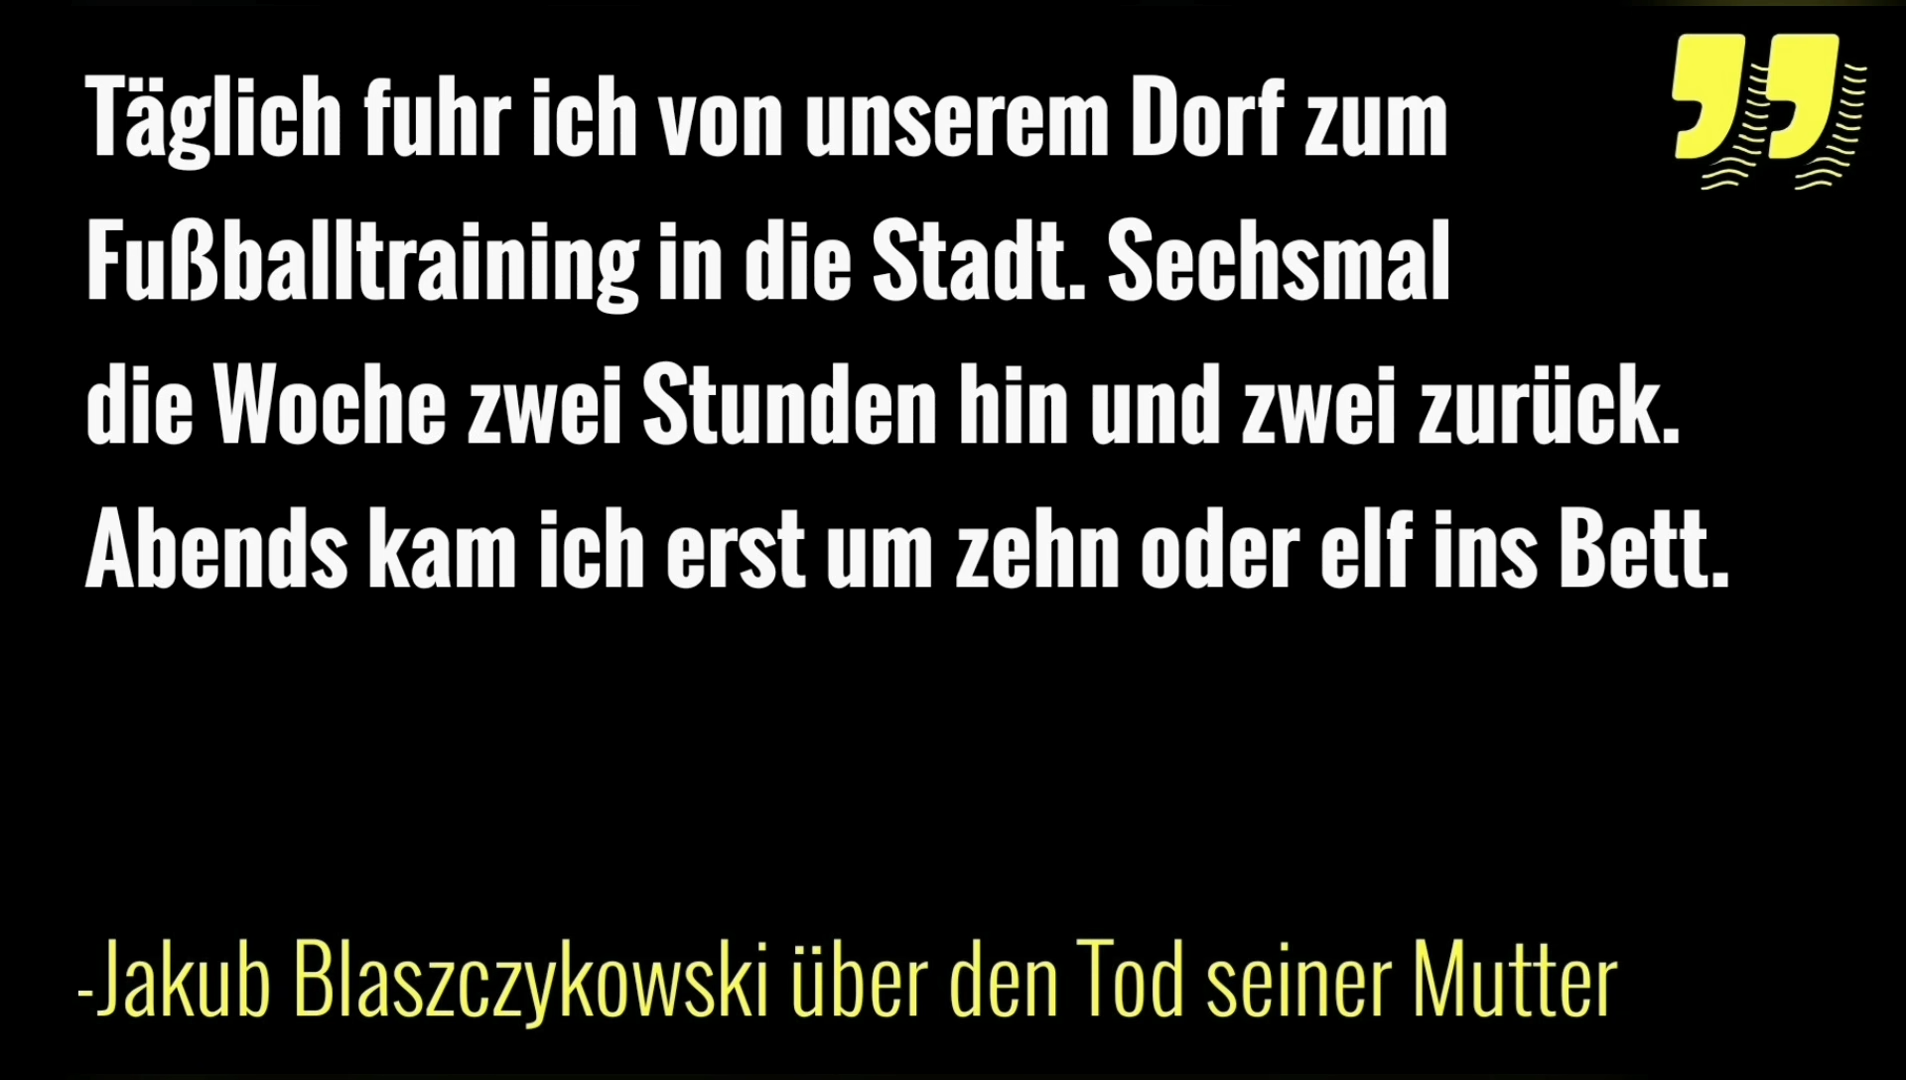 Täglich fuhr ich von unserem Dorf zum
Fußballtraining in die Stadt. Sechsmal
die Woche zwei Stunden hin und zwei zurück.
Abends kam ich erst um zehn oder elf ins Bett.
-Jakub Blaszczykowski über den Tod seiner Mutter